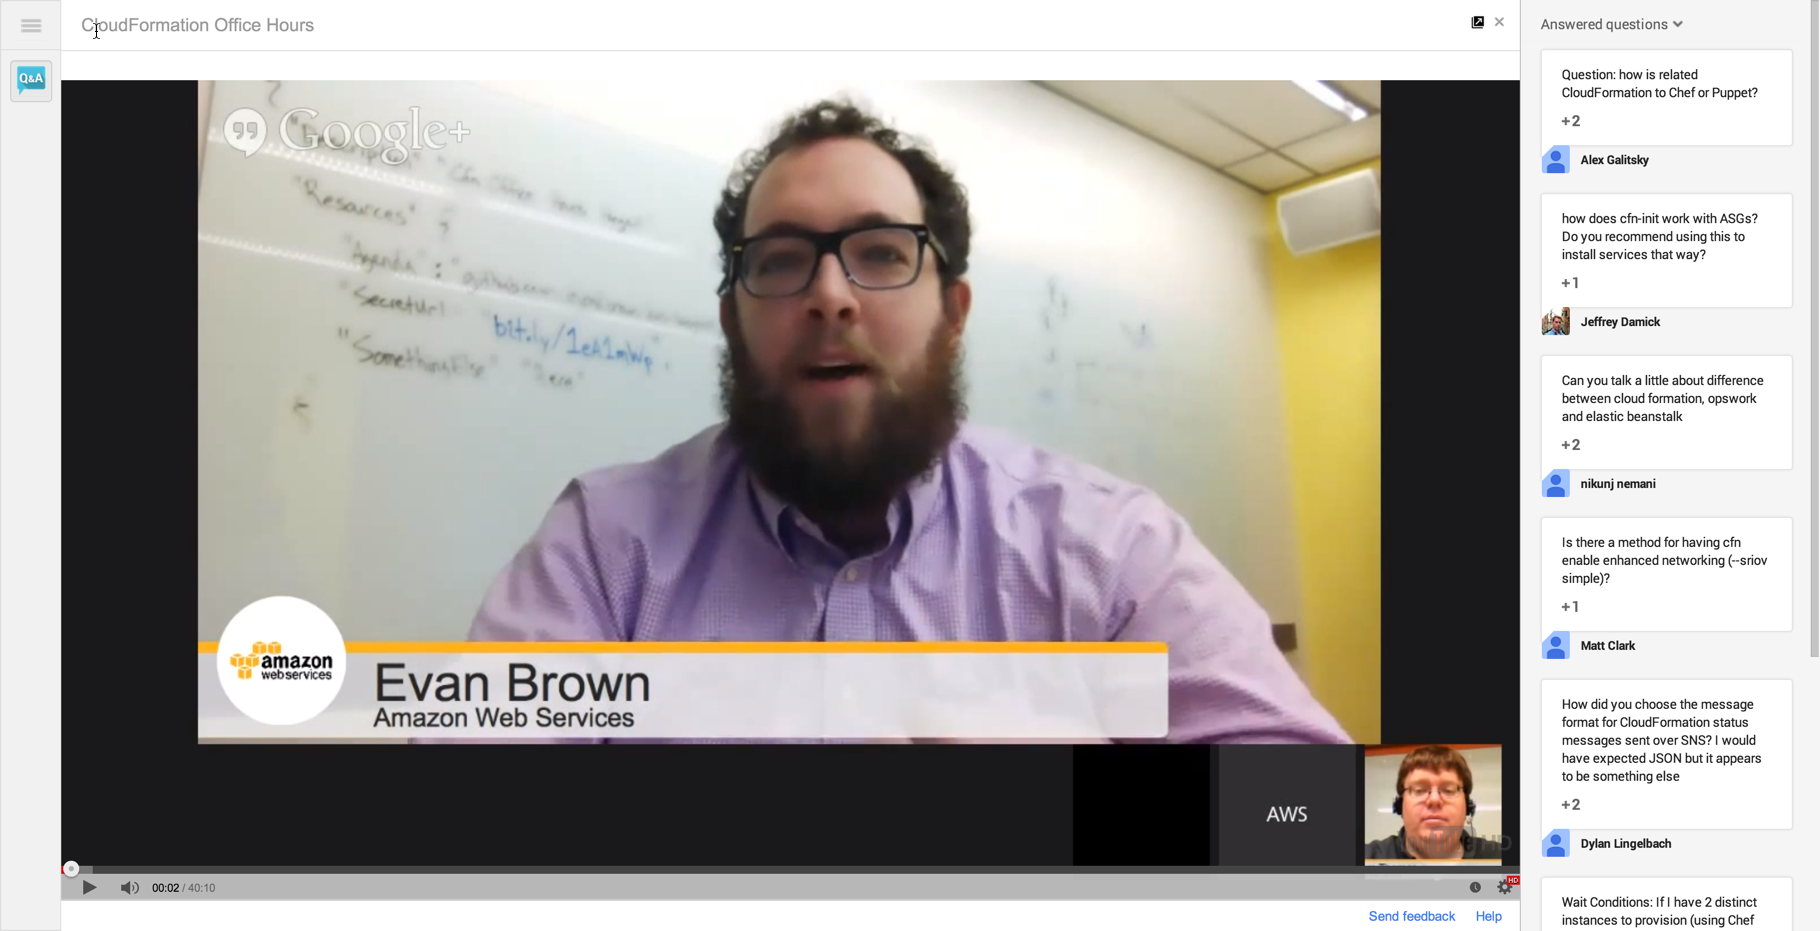 CloudFormation Office Hours
Q&A
Google+
"Resources" :
"Agenda" :
"SecretUrl
bit.ly/1eA1mWp
"SomethingElse"
amazon
webservices
Evan Brown
Amazon Web Services
AWS
HD
00:02 / 40:10
HD
Send feedback
Help
Answered questions
Question: how is related
CloudFormation to Chef or Puppet?
+2
Alex Galitsky
how does cfn-init work with ASGs?
Do you recommend using this to
install services that way?
+1
Jeffrey Damick
Can you talk a little about difference
between cloud formation, opswork
and elastic beanstalk
+2
nikunj nemani
Is there a method for having cfn
enable enhanced networking (--sriov
simple)?
+1
Matt Clark
How did you choose the message
format for CloudFormation status
messages sent over SNS? I would
have expected JSON but it appears
to be something else
+2
Dylan Lingelbach
Wait Conditions: If I have 2 distinct
instances to provision (using Chef